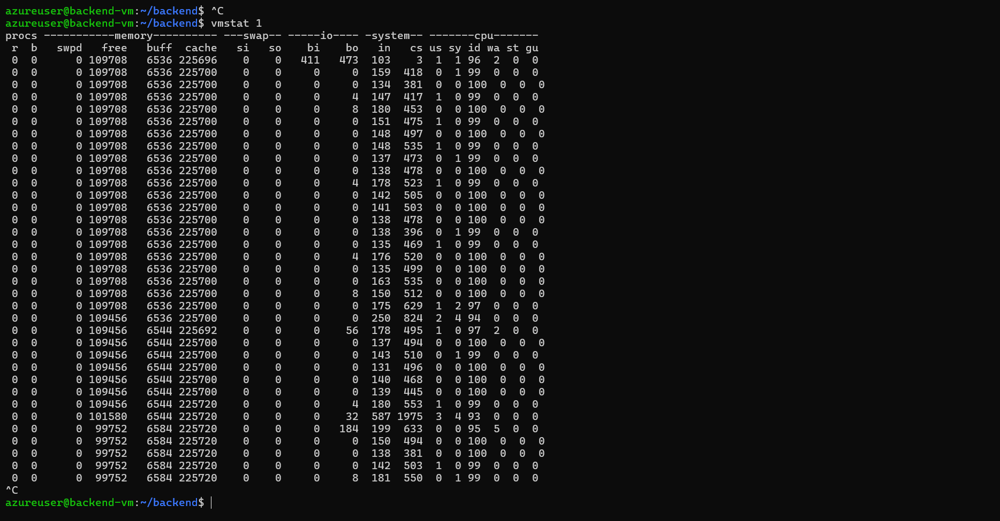 azureuser@backend-vm:~/backend$ ^C
azureuser@backend-vm:~/backend$ vmstat 1
procs -----------memory---------- ---swap-- -----io---- -system-- -------cpu-------
 r  b   swpd   free   buff  cache   si   so    bi    bo   in   cs us sy id wa st gu
 0  0      0 109708   6536 225696    0    0   411   473  103    3  1  1 96  2  0  0
 0  0      0 109708   6536 225700    0    0     0     0  159  418  0  1 99  0  0  0
 0  0      0 109708   6536 225700    0    0     0     0  134  381  0  0 100  0  0  0
 0  0      0 109708   6536 225700    0    0     0     4  147  417  1  0 99  0  0  0
 0  0      0 109708   6536 225700    0    0     0     8  180  453  0  0 100  0  0  0
 0  0      0 109708   6536 225700    0    0     0     0  151  475  1  0 99  0  0  0
 0  0      0 109708   6536 225700    0    0     0     0  148  497  0  0 100  0  0  0
 0  0      0 109708   6536 225700    0    0     0     0  148  535  1  0 99  0  0  0
 0  0      0 109708   6536 225700    0    0     0     0  137  473  0  1 99  0  0  0
 0  0      0 109708   6536 225700    0    0     0     0  138  478  0  0 100  0  0  0
 0  0      0 109708   6536 225700    0    0     0     4  178  523  1  0 99  0  0  0
 0  0      0 109708   6536 225700    0    0     0     0  142  505  0  0 100  0  0  0
 0  0      0 109708   6536 225700    0    0     0     0  141  503  0  0 100  0  0  0
 0  0      0 109708   6536 225700    0    0     0     0  138  478  0  0 100  0  0  0
 0  0      0 109708   6536 225700    0    0     0     0  138  396  0  1 99  0  0  0
 0  0      0 109708   6536 225700    0    0     0     0  135  469  1  0 99  0  0  0
 0  0      0 109708   6536 225700    0    0     0     4  176  520  0  0 100  0  0  0
 0  0      0 109708   6536 225700    0    0     0     0  135  499  0  0 100  0  0  0
 0  0      0 109708   6536 225700    0    0     0     0  163  535  0  0 100  0  0  0
 0  0      0 109708   6536 225700    0    0     0     8  150  512  0  0 100  0  0  0
 0  0      0 109708   6536 225700    0    0     0     0  175  629  1  2 97  0  0  0
 0  0      0 109456   6536 225700    0    0     0     0  250  824  2  4 94  0  0  0
 0  0      0 109456   6544 225692    0    0     0    56  178  495  1  0 97  2  0  0
 0  0      0 109456   6544 225700    0    0     0     0  137  494  0  0 100  0  0  0
 0  0      0 109456   6544 225700    0    0     0     0  143  510  0  1 99  0  0  0
 0  0      0 109456   6544 225700    0    0     0     0  131  496  0  0 100  0  0  0
 0  0      0 109456   6544 225700    0    0     0     0  140  468  0  0 100  0  0  0
 0  0      0 109456   6544 225700    0    0     0     0  139  445  0  0 100  0  0  0
 0  0      0 109456   6544 225720    0    0     0     4  180  553  1  0 99  0  0  0
 0  0      0 101580   6544 225720    0    0     0    32  587 1975  3  4 93  0  0  0
 0  0      0  99752   6584 225720    0    0     0   184  199  633  0  0 95  5  0  0
 0  0      0  99752   6584 225720    0    0     0     0  150  494  0  0 100  0  0  0
 0  0      0  99752   6584 225720    0    0     0     0  138  381  0  0 100  0  0  0
 0  0      0  99752   6584 225720    0    0     0     0  142  503  1  0 99  0  0  0
 0  0      0  99752   6584 225720    0    0     0     8  181  550  0  1 99  0  0  0
^C
azureuser@backend-vm:~/backend$